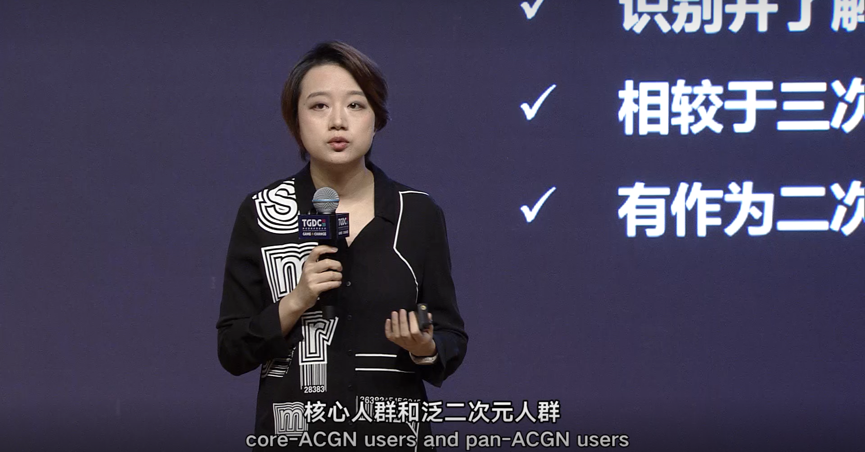 识别并了解
相较于三次
有作为二次
TGDC
28383
核心人群和泛二次元人群
core-ACGN users and pan-ACGN users